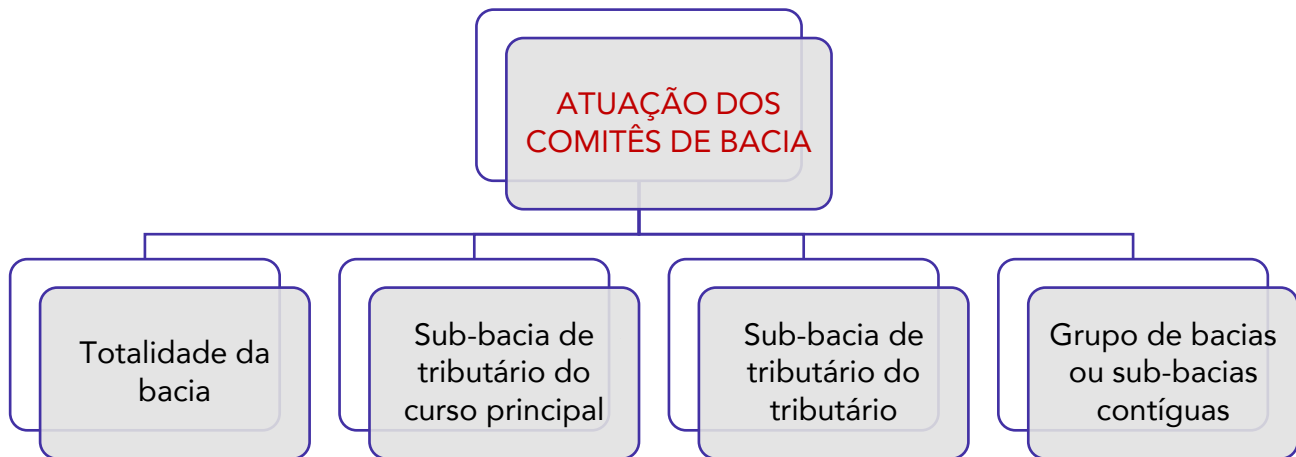 ATUAÇÃO DOS
COMITÊS DE BACIA
Totalidade da
bacia
Sub-bacia de
tributário do
curso principal
Sub-bacia de
tributário do
tributário
Grupo de bacias
ou sub-bacias
contíguas